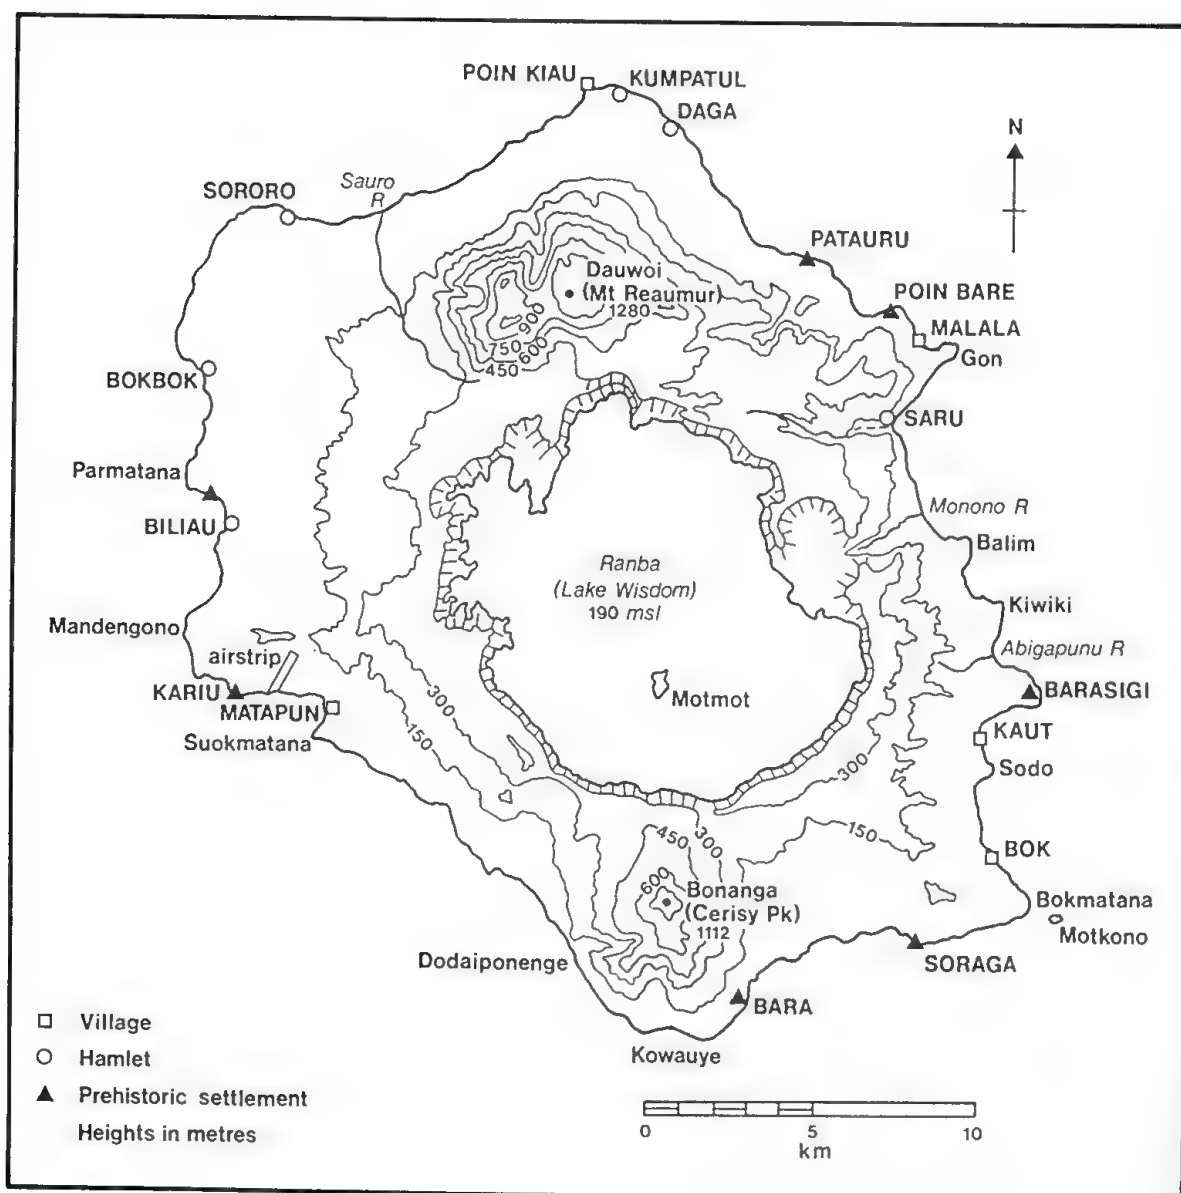 POIN KIAU
KUMPATUL
DAGA
N
Sauro
R
SORORO
PATAURU
Dauwoi
(Mt Reaumur)
1280
POIN BARE
MALALA
Gon
900
750
600
450
BOKBOK
SARU
Parmatana
BILIAU
Monono R
Balim
Ranba
(Lake Wisdom)
190 msl
Kiwiki
Mandengono
airstrip
Abigapunu R
KARIU
MATAPUN
Suokmatana
300
150
Motmot
BARASIGI
KAUT
Sodo
300
150
300
450
600
BOK
Bonanga
(Cerisy Pk)
1112
Bokmatana
Motkono
Dodaiponenge
SORAGA
BARA
Kowauye
Village
Hamlet
Prehistoric settlement
Heights in metres
0 5 10
km